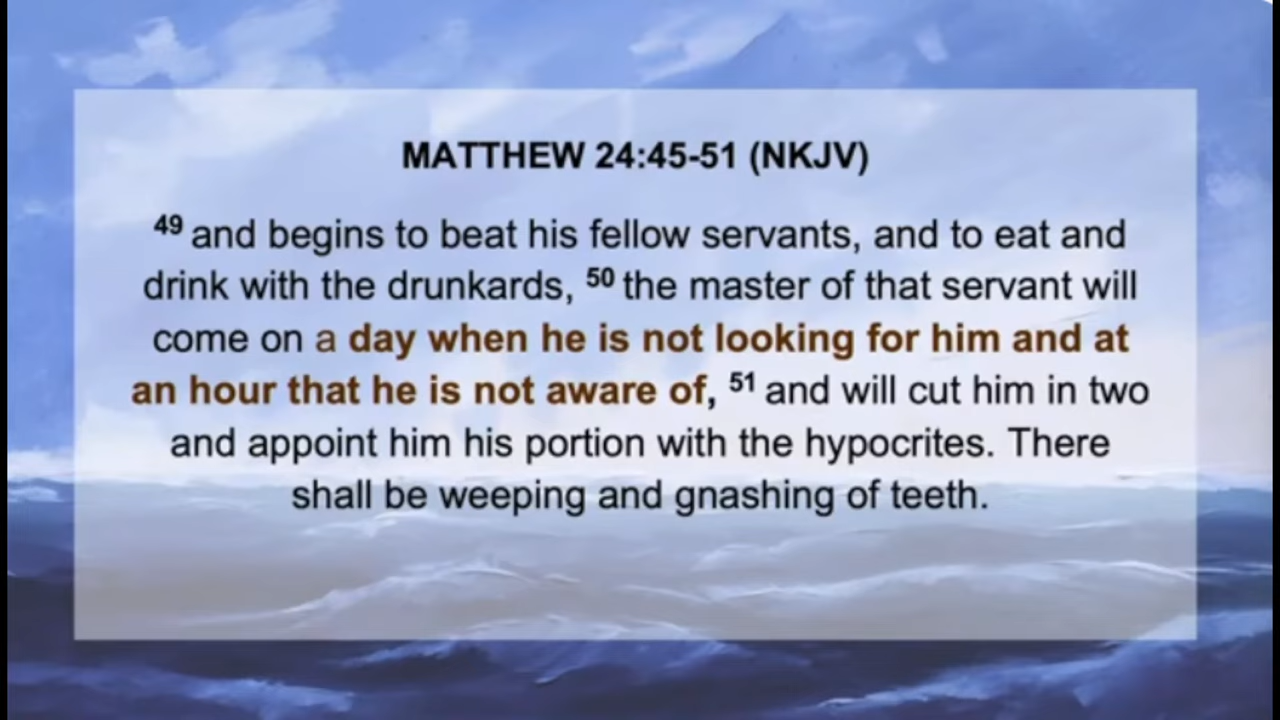 MATTHEW 24:45-51 (NKJV)
49 and begins to beat his fellow servants, and to eat and
drink with the drunkards, 50 the master of that servant will
come on a day when he is not looking for him and at
an hour that he is not aware of, 51 and will cut him in two
and appoint him his portion with the hypocrites. There
shall be weeping and gnashing of teeth.